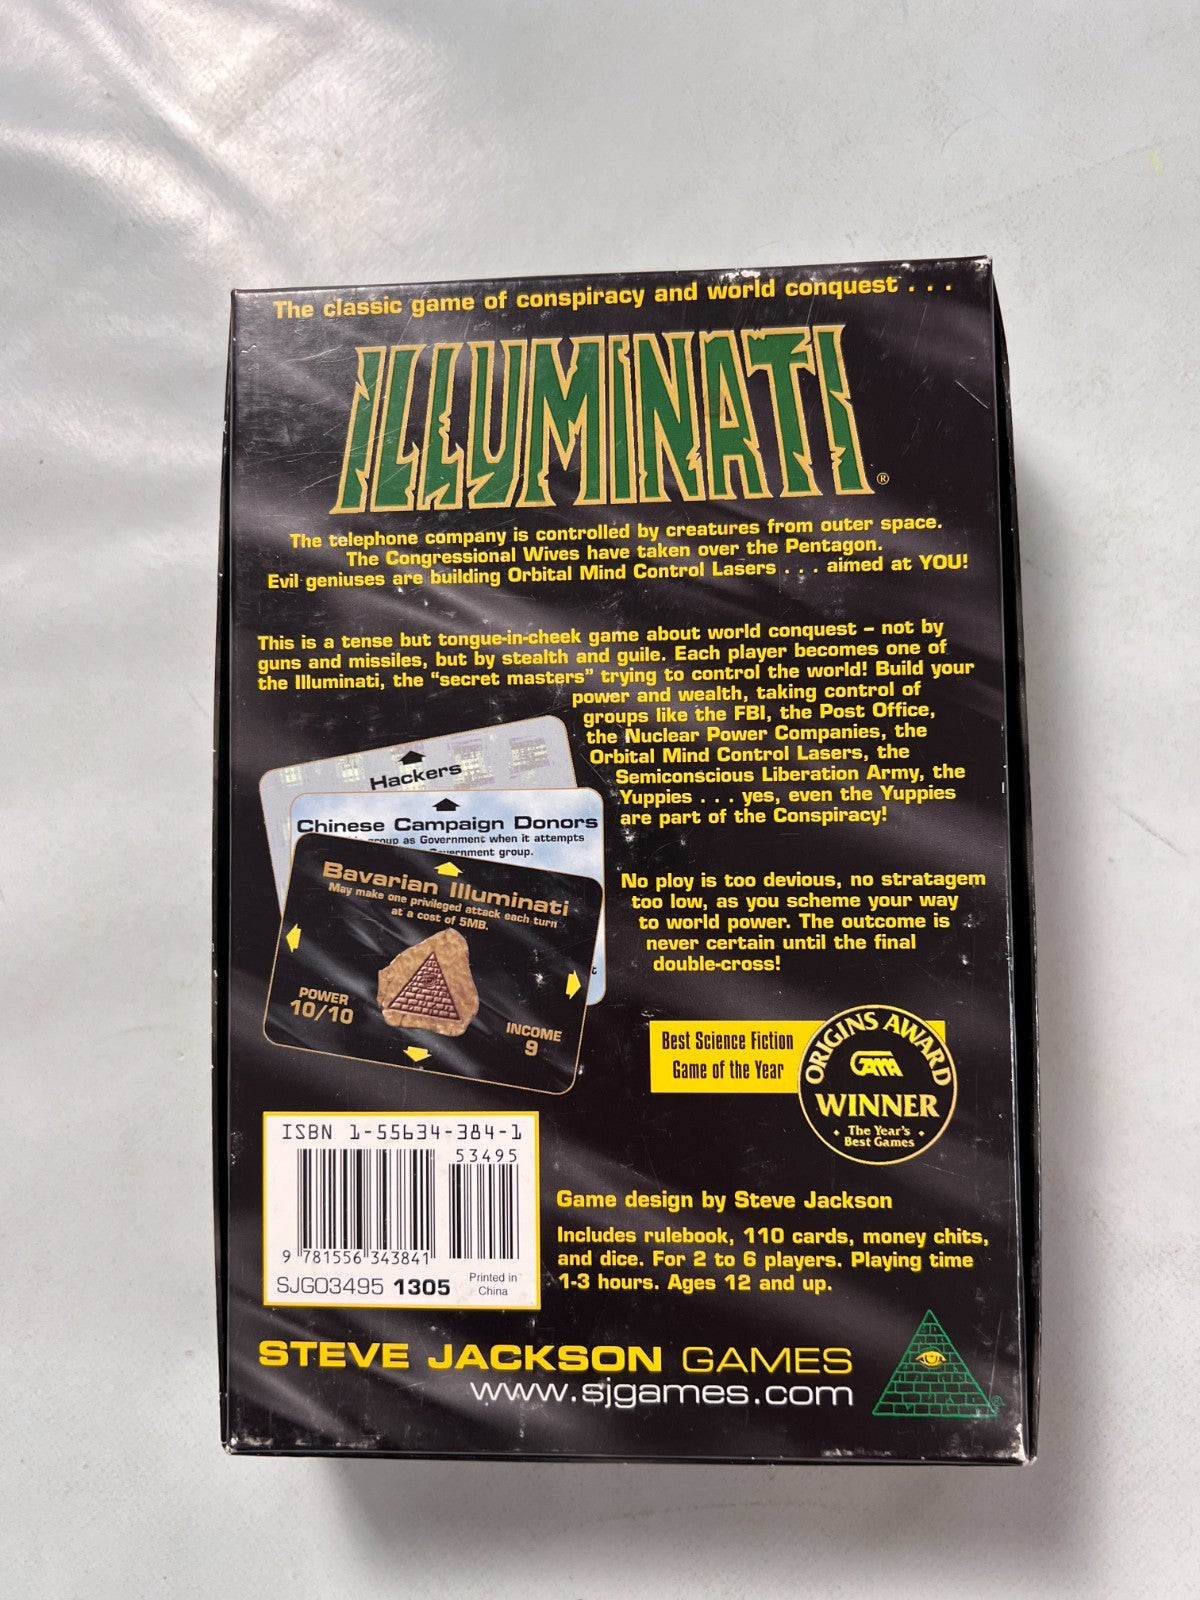 The classic game of conspiracy and world conquest . . .
ILLUMINATI®
The telephone company is controlled by creatures from outer space.
The Congressional Wives have taken over the Pentagon.
Evil geniuses are building Orbital Mind Control Lasers . . . aimed at YOU!
This is a tense but tongue-in-cheek game about world conquest – not by
guns and missiles, but by stealth and guile. Each player becomes one of
the Illuminati, the “secret masters” trying to control the world! Build your
power and wealth, taking control of
groups like the FBI, the Post Office,
the Nuclear Power Companies, the
Orbital Mind Control Lasers, the
Semiconscious Liberation Army, the
Yuppies . . . yes, even the Yuppies
are part of the Conspiracy!
Hackers
Chinese Campaign Donors
as Government when it attempts
group.
Bavarian Illuminati
May make one privileged attack each turn
at a cost of 5MB.
POWER
10/10
INCOME
9
No ploy is too devious, no stratagem
too low, as you scheme your way
to world power. The outcome is
never certain until the final
double-cross!
Best Science Fiction
Game of the Year
ORIGINS AWARD
GAMA
WINNER
The Year's
Best Games
ISBN 1-55634-384-1
53495
9 781556 343841
SJG03495 1305
Printed in
China
Game design by Steve Jackson
Includes rulebook, 110 cards, money chits,
and dice. For 2 to 6 players. Playing time
1-3 hours. Ages 12 and up.
STEVE JACKSON GAMES
www.sjgames.com
®